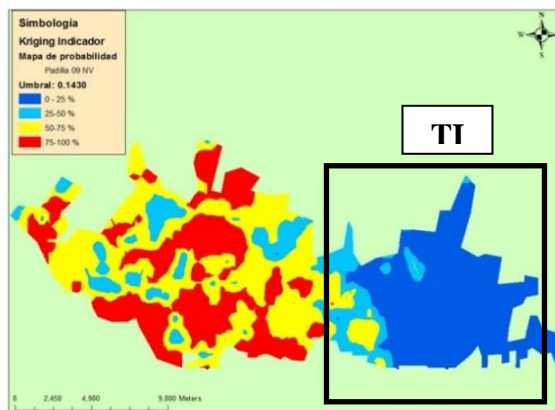 Simbología
Kriging Indicador
Mapa de probabilidad
Padilla 09 NV
Umbral: 0.1430
0 - 25 %
25-50 %
50-75 %
75-100 %
N
W
E
S
TI
0 2,450 4,900 9,800 Meters